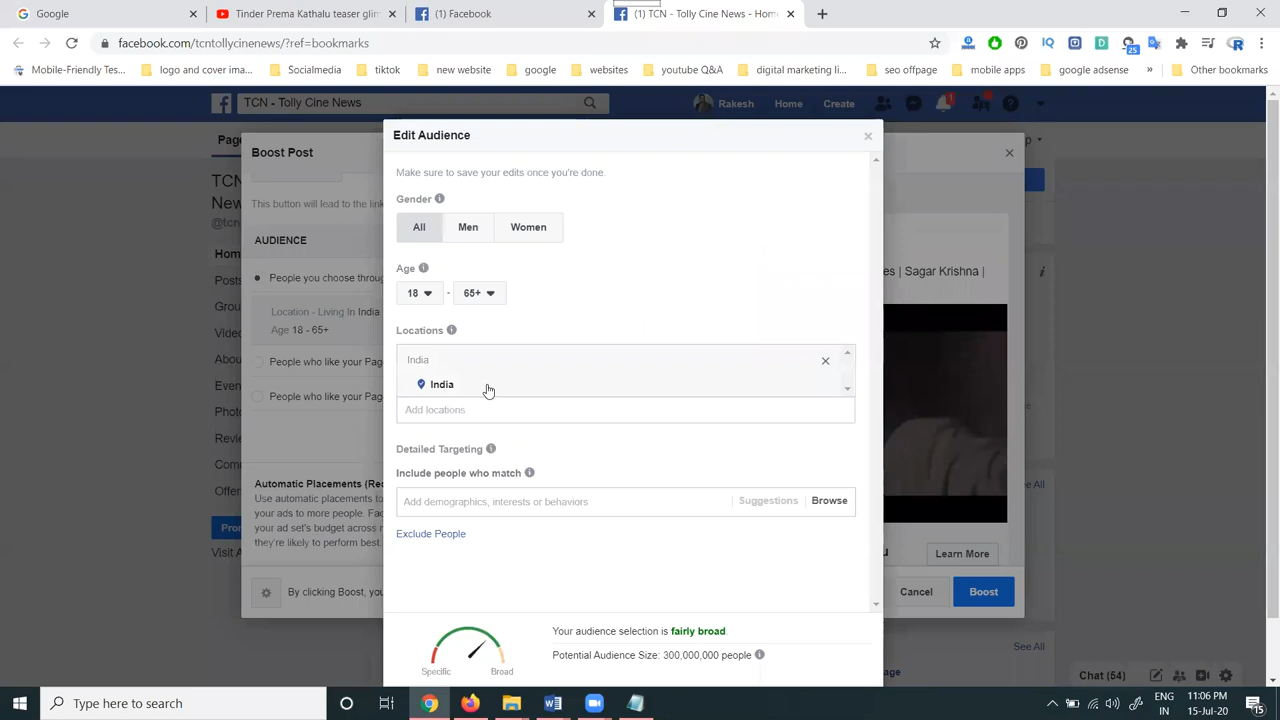 Google
Tinder Prema Kathalu teaser glim
(1) Facebook
(1) TCN - Tolly Cine News - Home
facebook.com/tcntollycinenews/?ref=bookmarks
25
Mobile-Friendly Tes...
logo and cover ima...
Socialmedia
tiktok
new website
google
websites
youtube Q&A
digital marketing li...
seo offpage
mobile apps
google adsense
»
Other bookmarks
TCN - Tolly Cine News
Rakesh
Home
Create
1
Boost Post
This button will lead to the link
AUDIENCE
People you choose through
Location - Living In India
Age 18 - 65+
People who like your Page
People who like your Page
Automatic Placements (Rec
Use automatic placements to
your ads to more people. Fac
your ad set's budget across m
they're likely to perform best.
By clicking Boost, you
Edit Audience
Make sure to save your edits once you're done.
Gender
All
Men
Women
Age
18
-
65+
Locations
India
India
Add locations
Detailed Targeting
Include people who match
Add demographics, interests or behaviors
Suggestions
Browse
Exclude People
Your audience selection is fairly broad.
Potential Audience Size: 300,000,000 people
Specific
Broad
es | Sagar Krishna |
Learn More
Cancel
Boost
See All
See All
Chat (54)
Type here to search
ENG
IN
11:06 PM
15-Jul-20
15